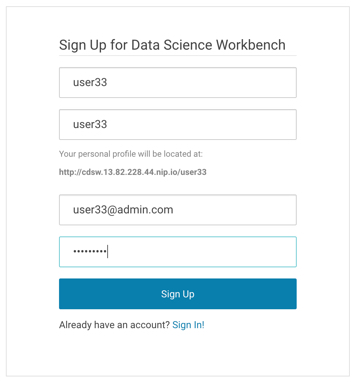 Sign Up for Data Science Workbench
user33
user33
Your personal profile will be located at:
http://cdsw.13.82.228.44.nip.io/user33
user33@admin.com
•••••••••
Sign Up
Already have an account? Sign In!